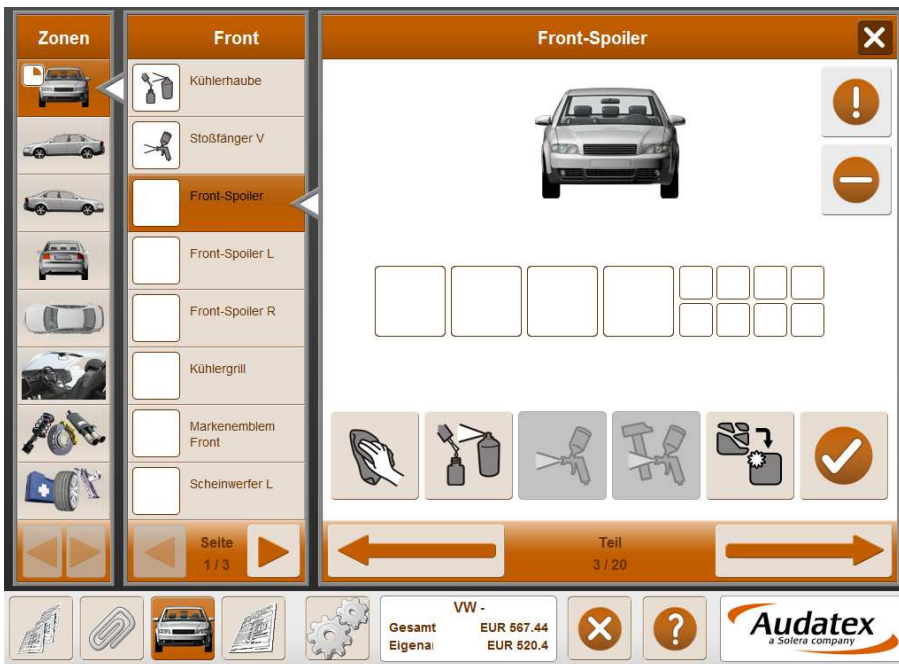 Zonen
Front
Front-Spoiler
Kühlerhaube
Stoßfänger V
Front-Spoiler
Front-Spoiler L
Front-Spoiler R
Kühlergrill
Markenemblem
Front
Scheinwerfer L
Seite
1 / 3
Teil
3 / 20
VW -
Gesamt EUR 567.44
Eigena EUR 520.4
Audatex
a Solera company